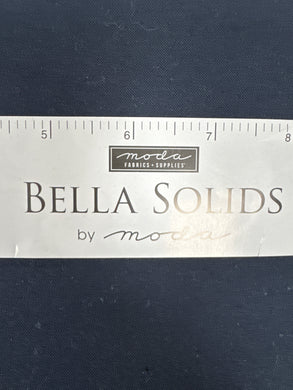 5 6 7 8
moda
FABRICS + SUPPLIES
BELLA SOLIDS
by moda